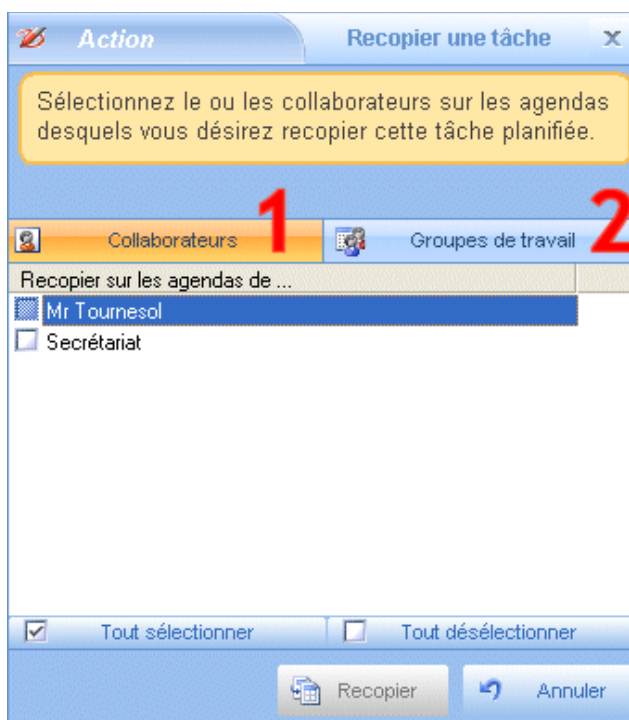 Action Recopier une tâche
Sélectionnez le ou les collaborateurs sur les agendas
desquels vous désirez recopier cette tâche planifiée.
Collaborateurs 1 Groupes de travail 2
Recopier sur les agendas de ...
Mr Tournesol
Secrétariat
Tout sélectionner Tout désélectionner
Recopier Annuler